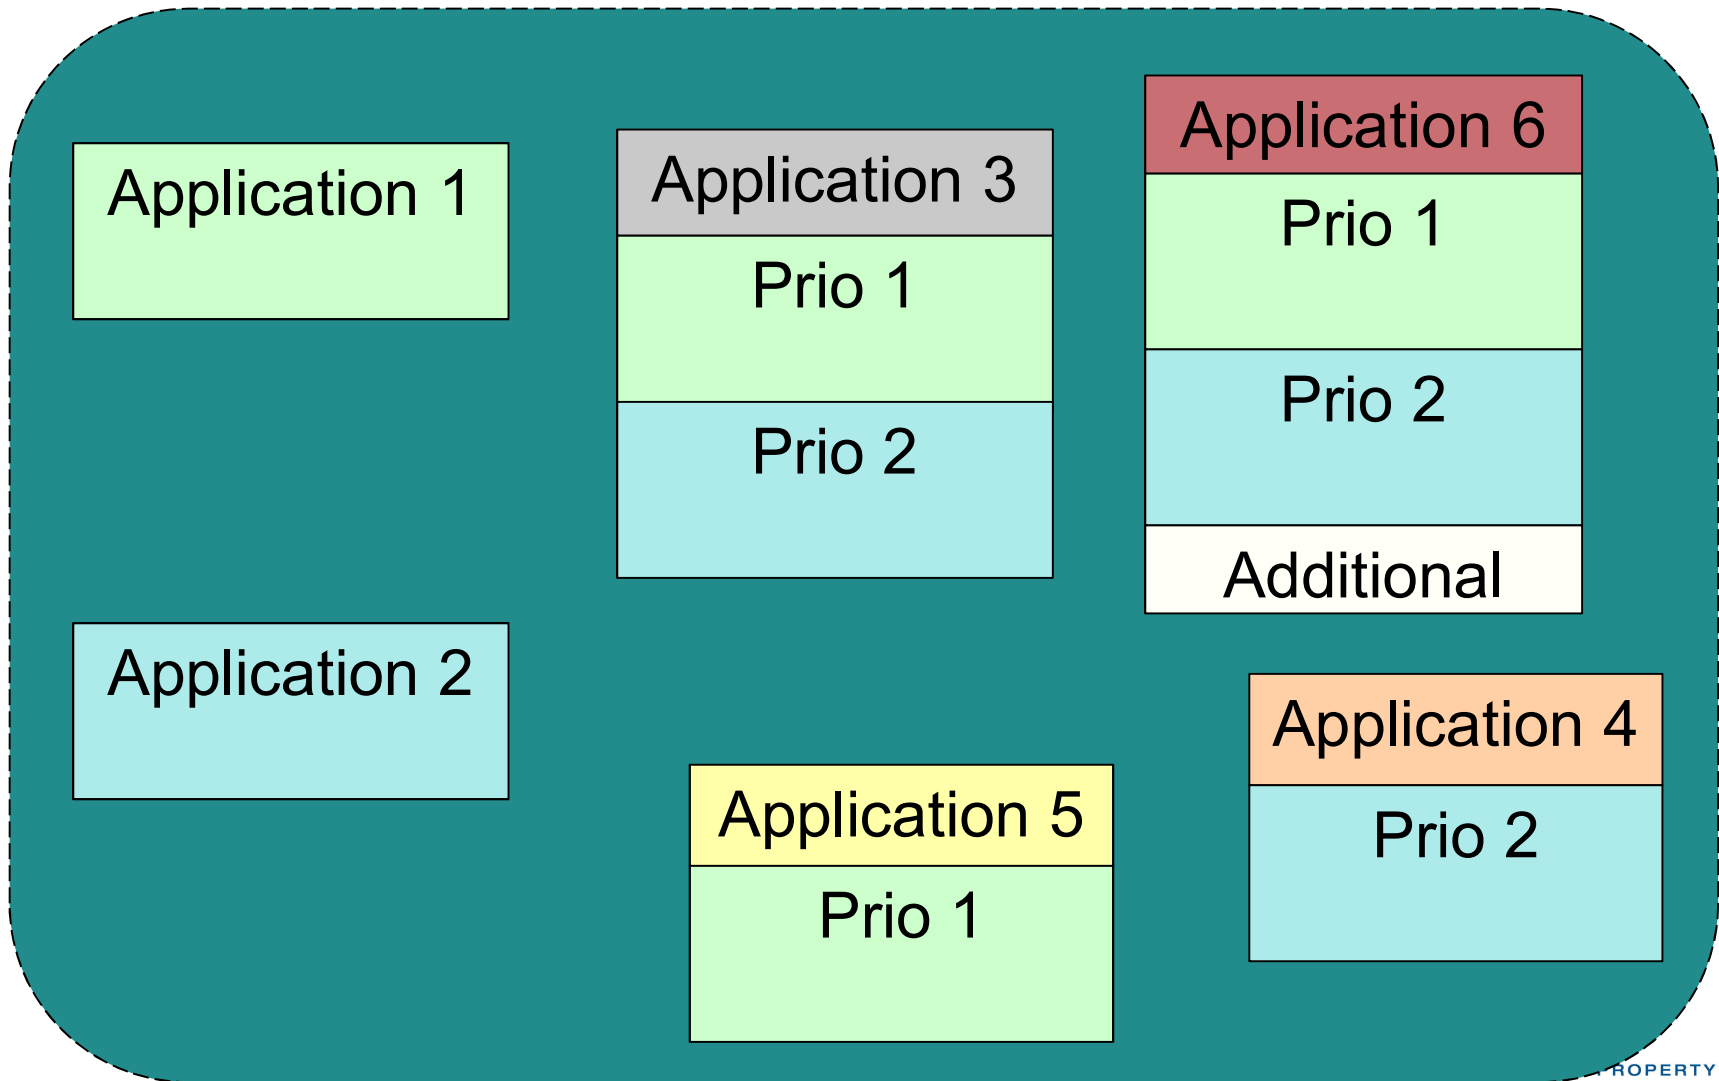 Application 1
Application 2
Application 3
Prio 1
Prio 2
Application 6
Prio 1
Prio 2
Additional
Application 5
Prio 1
Application 4
Prio 2